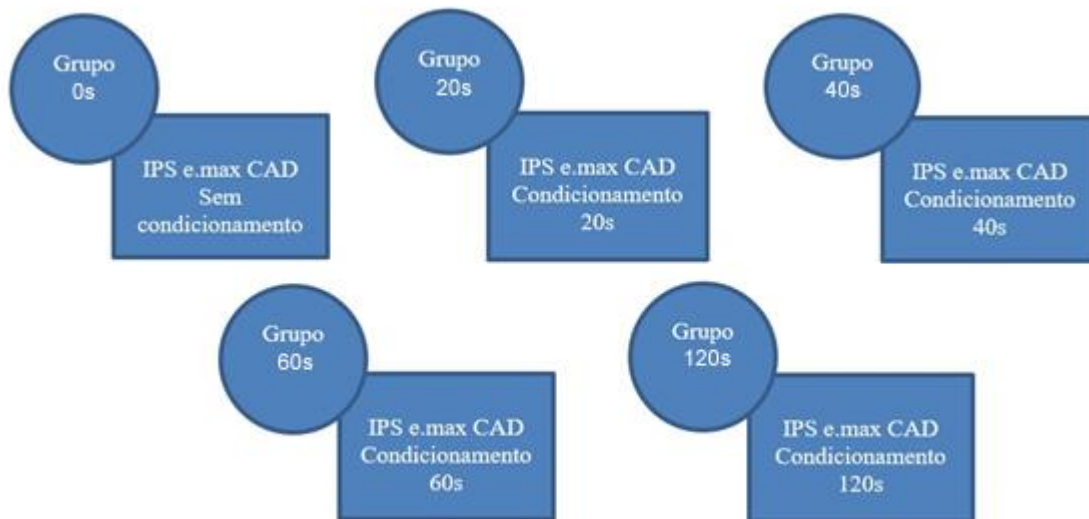 Grupo
0s
IPS e.max CAD
Sem
condicionamento
Grupo
20s
IPS e.max CAD
Condicionamento
20s
Grupo
40s
IPS e.max CAD
Condicionamento
40s
Grupo
60s
IPS e.max CAD
Condicionamento
60s
Grupo
120s
IPS e.max CAD
Condicionamento
120s